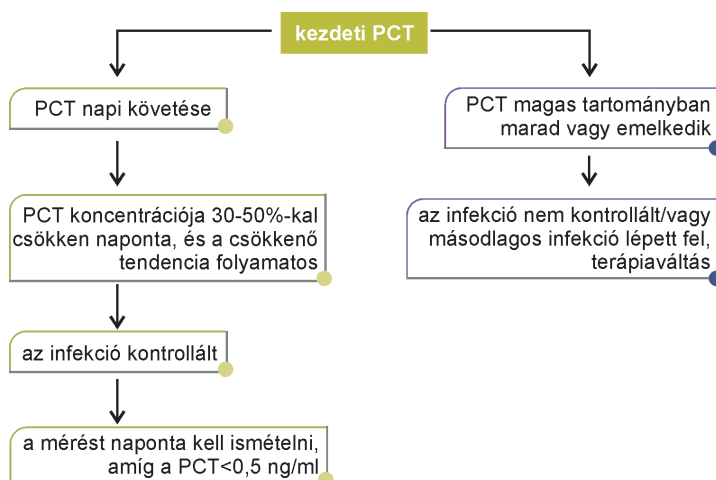 kezdeti PCT
PCT napi követése
PCT koncentrációja 30-50%-kal
csökken naponta, és a csökkenő
tendencia folyamatos
az infekció kontrollált
a mérést naponta kell ismételni,
amíg a PCT<0,5 ng/ml
PCT magas tartományban
marad vagy emelkedik
az infekció nem kontrollált/vagy
másodlagos infekció lépett fel,
terápiaváltás